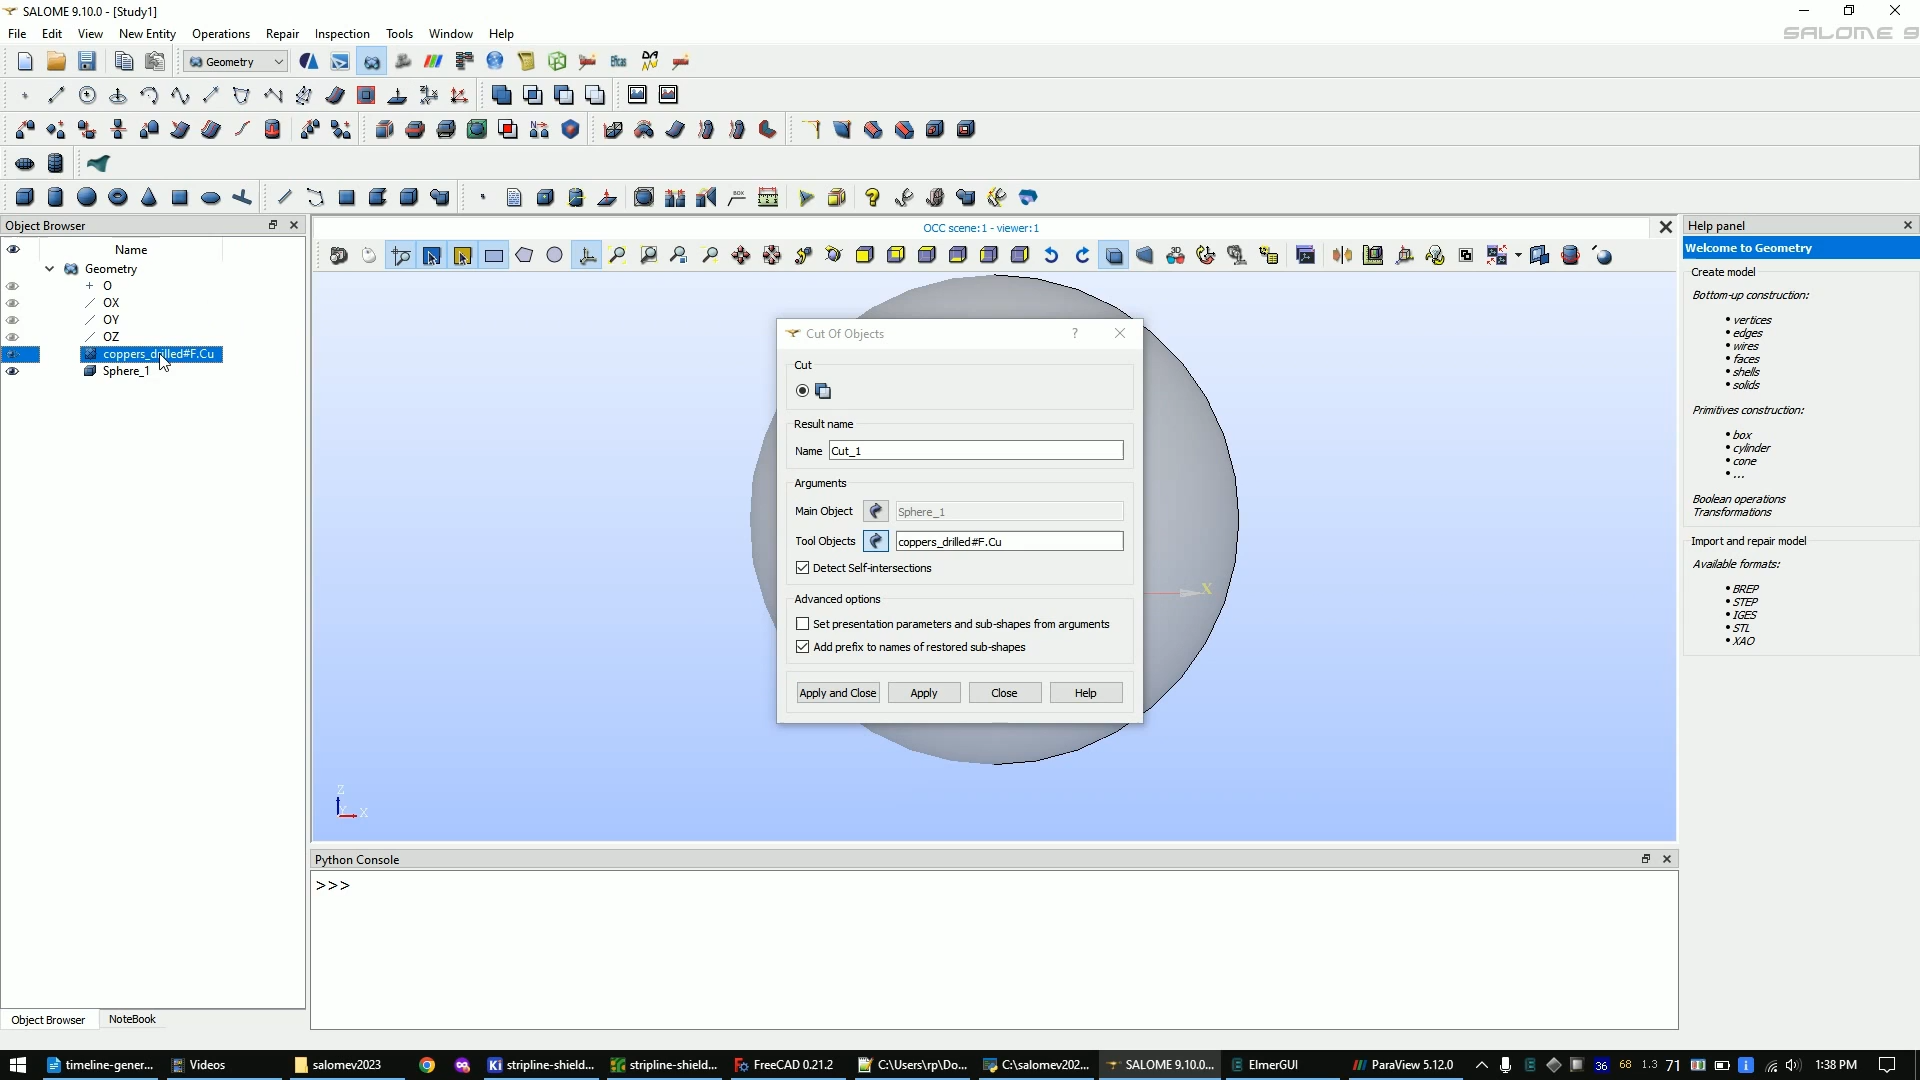 SALOME 9.10.0 - [Study1]
File Edit View New Entity Operations Repair Inspection Tools Window Help
SALOME 9
Geometry
Object Browser
Name
Geometry
O
OX
OY
OZ
coppers_drilled#F.Cu
Sphere_1
Object Browser NoteBook
OCC scene:1 - viewer:1
Cut Of Objects
?
Cut
Result name
Name Cut_1
Arguments
Main Object Sphere_1
Tool Objects coppers_drilled#F.Cu
Detect Self-intersections
Advanced options
Set presentation parameters and sub-shapes from arguments
Add prefix to names of restored sub-shapes
Apply and Close Apply Close Help
X
Z
X
Python Console
>>>
Help panel
Welcome to Geometry
Create model
Bottom-up construction:
• vertices
• edges
• wires
• faces
• shells
• solids
Primitives construction:
• box
• cylinder
• cone
• ...
Boolean operations
Transformations
Import and repair model
Available formats:
• BREP
• STEP
• IGES
• STL
• XAO
timeline-gener... Videos salomev2023 stripline-shield... stripline-shield... FreeCAD 0.21.2 C:\Users\rp\Do... C:\salomev202... SALOME 9.10.0... ElmerGUI ParaView 5.12.0 36 68 1.3 71 1:38 PM